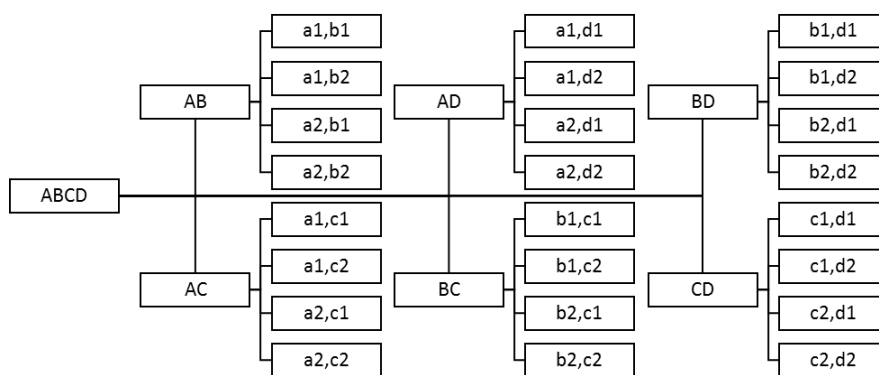 ABCD
AB
a1,b1
a1,b2
a2,b1
a2,b2
AC
a1,c1
a1,c2
a2,c1
a2,c2
AD
a1,d1
a1,d2
a2,d1
a2,d2
BC
b1,c1
b1,c2
b2,c1
b2,c2
BD
b1,d1
b1,d2
b2,d1
b2,d2
CD
c1,d1
c1,d2
c2,d1
c2,d2